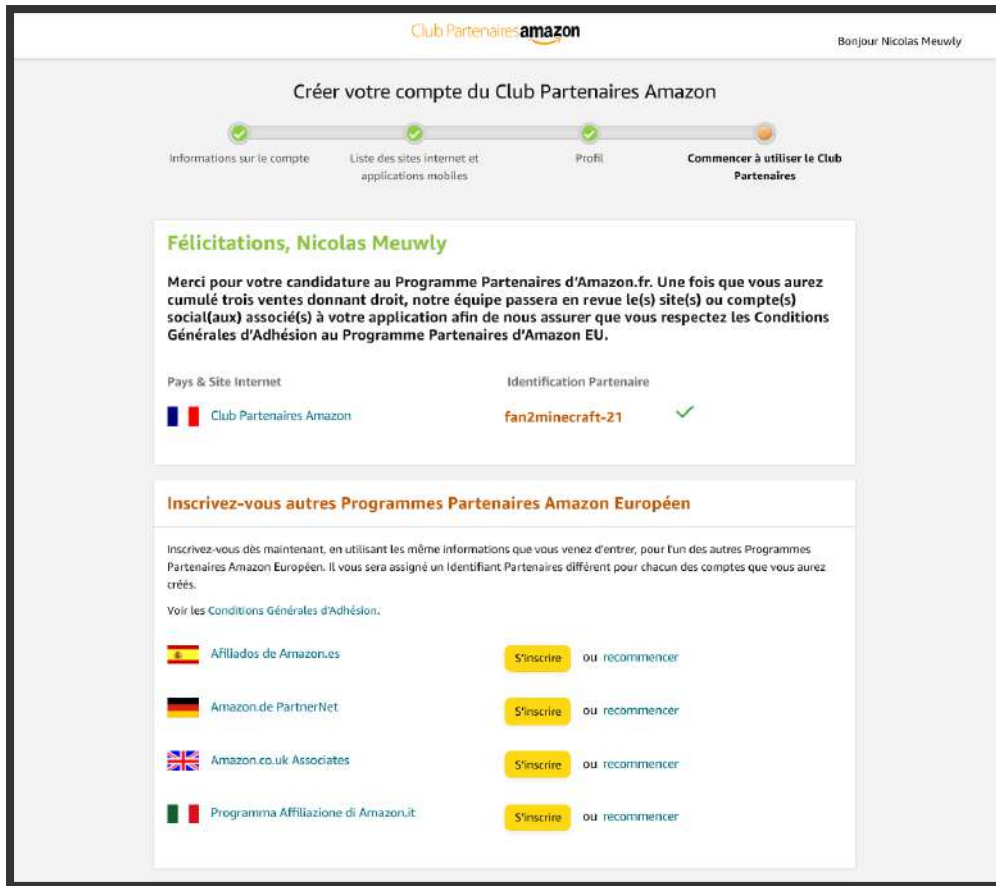 Club Partenaires amazon
Bonjour Nicolas Meuwly
Créer votre compte du Club Partenaires Amazon
Informations sur le compte
Liste des sites internet et
applications mobiles
Profil
Commencer à utiliser le Club
Partenaires
Félicitations, Nicolas Meuwly
Merci pour votre candidature au Programme Partenaires d'Amazon.fr. Une fois que vous aurez
cumulé trois ventes donnant droit, notre équipe passera en revue le(s) site(s) ou compte(s)
social(aux) associé(s) à votre application afin de nous assurer que vous respectez les Conditions
Générales d'Adhésion au Programme Partenaires d'Amazon EU.
Pays & Site Internet
Identification Partenaire
Club Partenaires Amazon
fan2minecraft-21
Inscrivez-vous autres Programmes Partenaires Amazon Européen
Inscrivez-vous dès maintenant, en utilisant les même informations que vous venez d'entrer, pour l'un des autres Programmes
Partenaires Amazon Européen. Il vous sera assigné un Identifiant Partenaires différent pour chacun des comptes que vous aurez
créés.
Voir les Conditions Générales d'Adhésion.
Afiliados de Amazon.es
S'inscrire ou recommencer
Amazon.de PartnerNet
S'inscrire ou recommencer
Amazon.co.uk Associates
S'inscrire ou recommencer
Programma Affiliazione di Amazon.it
S'inscrire ou recommencer